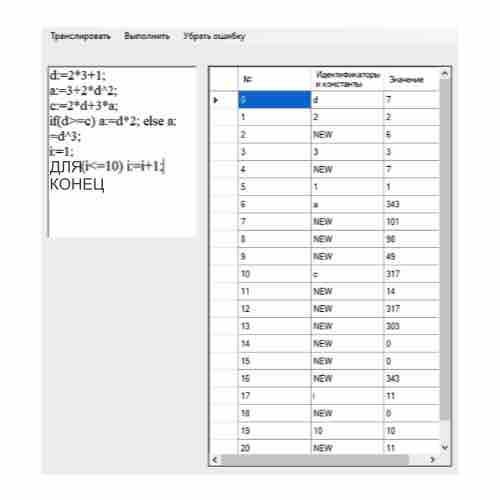 Транслировать Выполнить Убрать ошибку
d:=2*3+1;
a:=3+2*d^2;
c:=2*d+3*a;
if(d>=c) a:=d*2; else a:
=d^3;
i:=1;
ДЛЯ(i<=10) i:=i+1;
КОНЕЦ
№ Идентификаторы и константы Значение
0 d 7
1 2 2
2 NEW 6
3 3 3
4 NEW 7
5 1 1
6 a 343
7 NEW 101
8 NEW 98
9 NEW 49
10 c 317
11 NEW 14
12 NEW 317
13 NEW 303
14 NEW 0
15 NEW 0
16 NEW 343
17 i 11
18 NEW 0
19 10 10
20 NEW 11